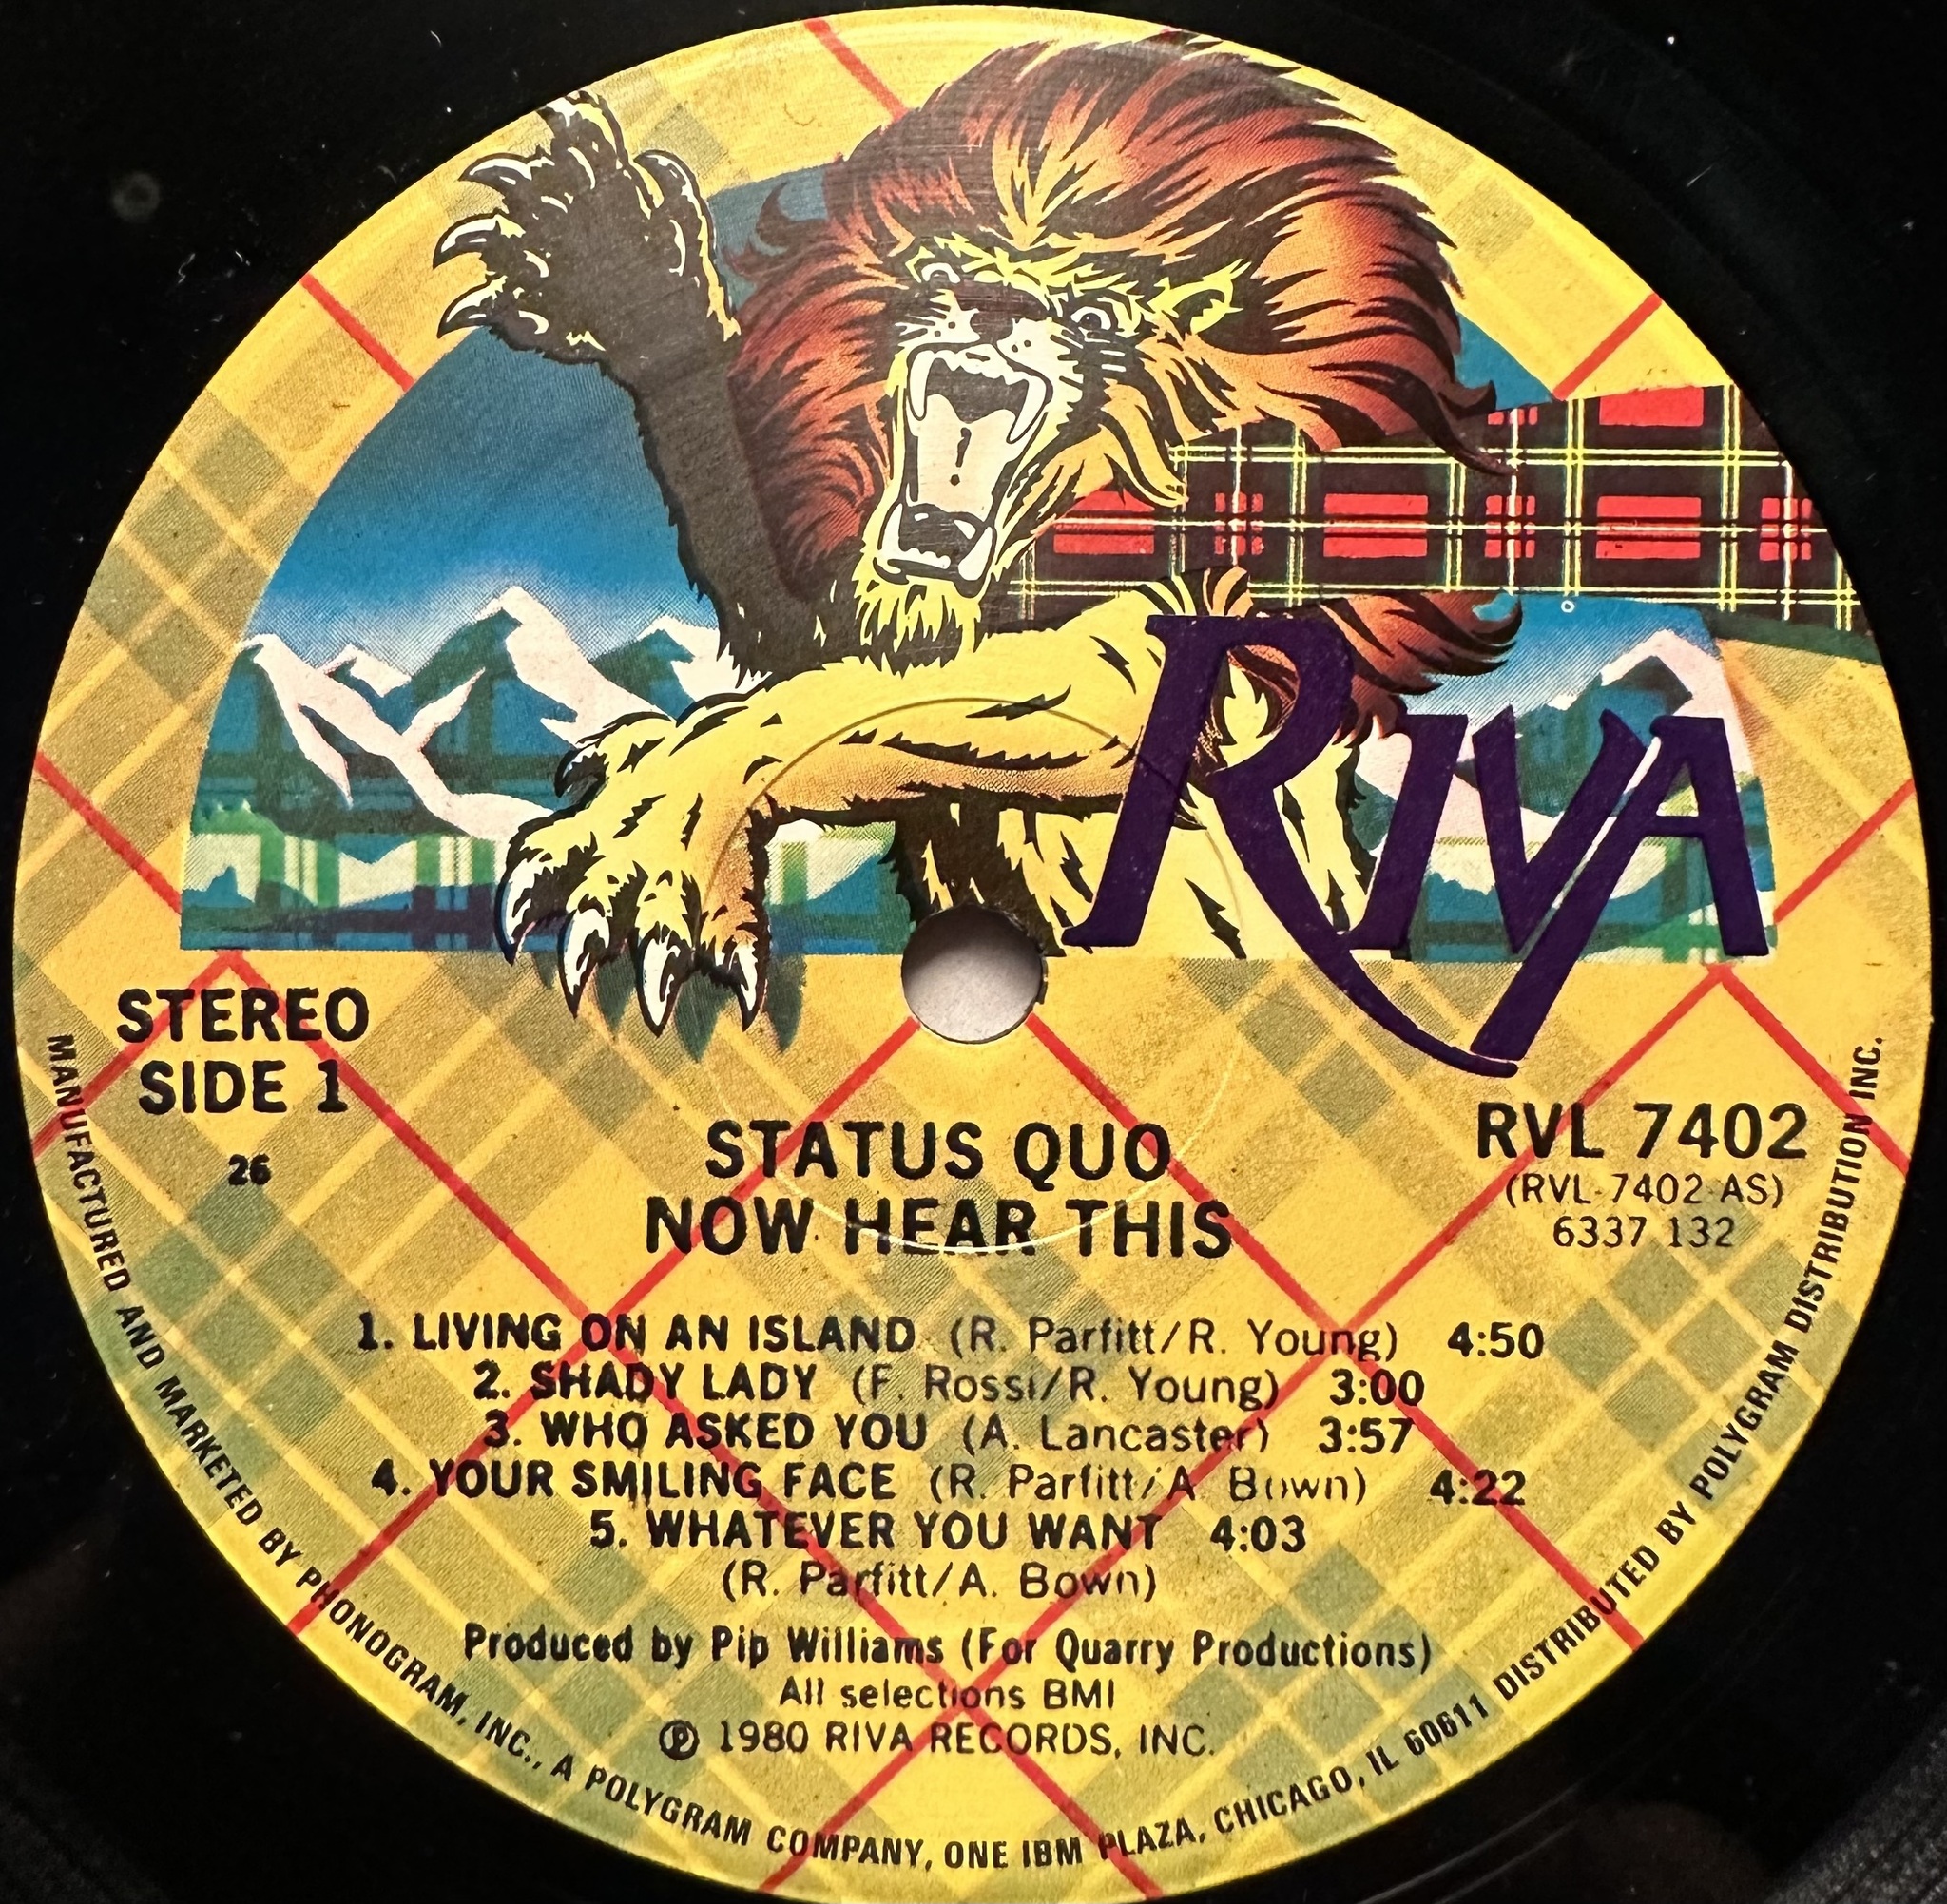 RIVA
STEREO
SIDE 1
26
RVL 7402
(RVL-7402 AS)
6337 132
STATUS QUO
NOW HEAR THIS
1. LIVING ON AN ISLAND (R. Parfitt/R. Young) 4:50
2. SHADY LADY (F. Rossi/R. Young) 3:00
3. WHO ASKED YOU (A. Lancaster) 3:57
4. YOUR SMILING FACE (R. Parfitt/A. Bown) 4:22
5. WHATEVER YOU WANT 4:03
(R. Parfitt/A. Bown)
Produced by Pip Williams (For Quarry Productions)
All selections BMI
℗ 1980 RIVA RECORDS, INC.
MANUFACTURED AND MARKETED BY PHONOGRAM, INC., A POLYGRAM COMPANY, ONE IBM PLAZA, CHICAGO, IL 60611 DISTRIBUTED BY POLYGRAM DISTRIBUTION INC.